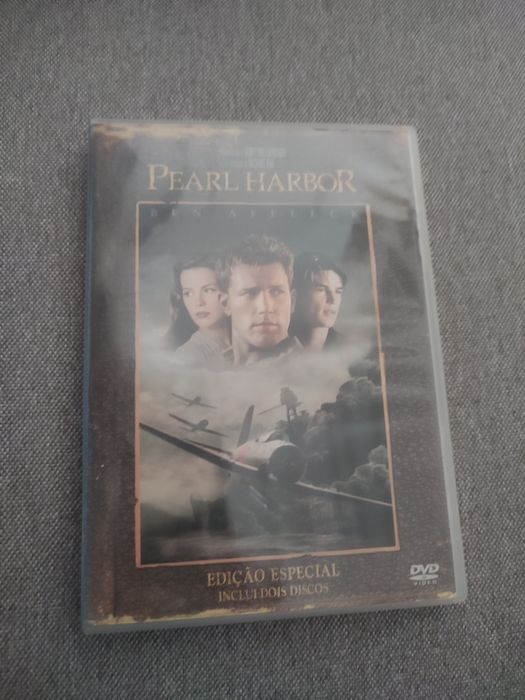 PEARL HARBOR
BEN AFFLECK
EDIÇÃO ESPECIAL
INCLUI DOIS DISCOS
DVD
VIDEO